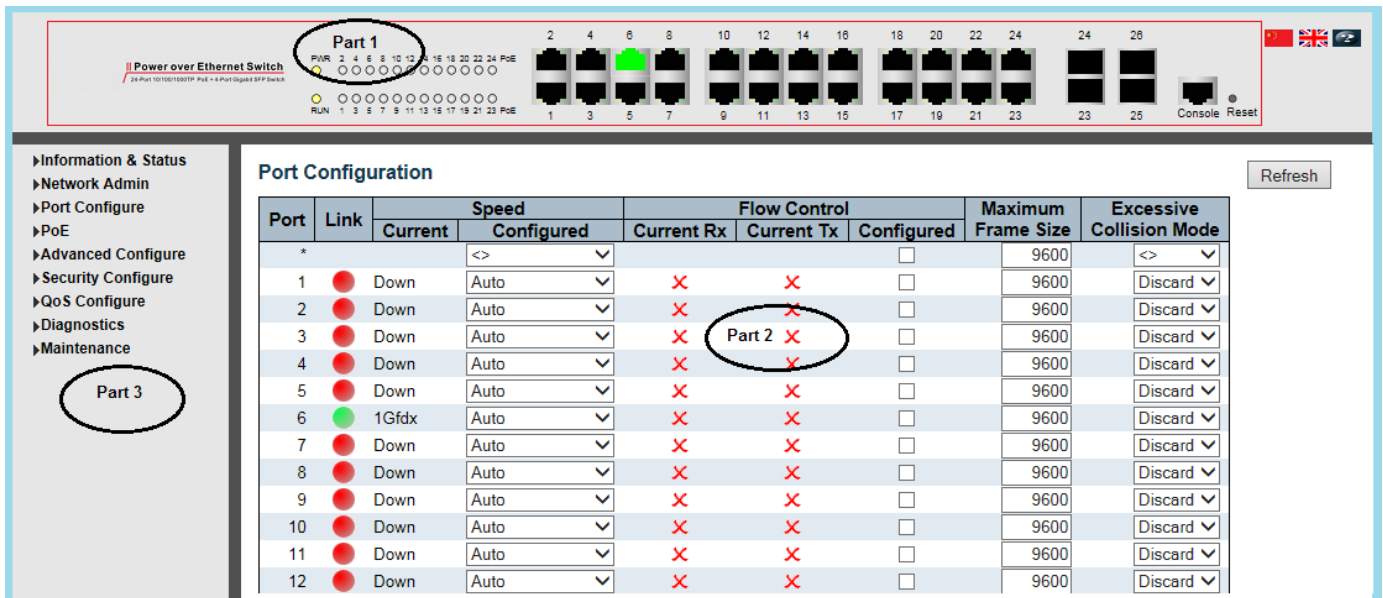 Part 1
2 4 6 8 10 12 14 16 18 20 22 24 24 26
PWR 2 4 6 8 10 12 14 16 18 20 22 24 PoE
Power over Ethernet Switch
24-Port 10/100/1000TP PoE + 4-Port Gigabit SFP Switch
RUN 1 3 5 7 9 11 13 15 17 19 21 23 PoE
1 3 5 7 9 11 13 15 17 19 21 23 23 25 Console Reset
Information & Status
Network Admin
Port Configure
PoE
Advanced Configure
Security Configure
QoS Configure
Diagnostics
Maintenance
Part 3
Port Configuration
Refresh
Port Link Speed Flow Control Maximum Frame Size Excessive Collision Mode
Current Configured Current Rx Current Tx Configured
* <> 9600 <>
1 Down Auto 9600 Discard
2 Down Auto 9600 Discard
3 Down Auto Part 2 9600 Discard
4 Down Auto 9600 Discard
5 Down Auto 9600 Discard
6 1Gfdx Auto 9600 Discard
7 Down Auto 9600 Discard
8 Down Auto 9600 Discard
9 Down Auto 9600 Discard
10 Down Auto 9600 Discard
11 Down Auto 9600 Discard
12 Down Auto 9600 Discard